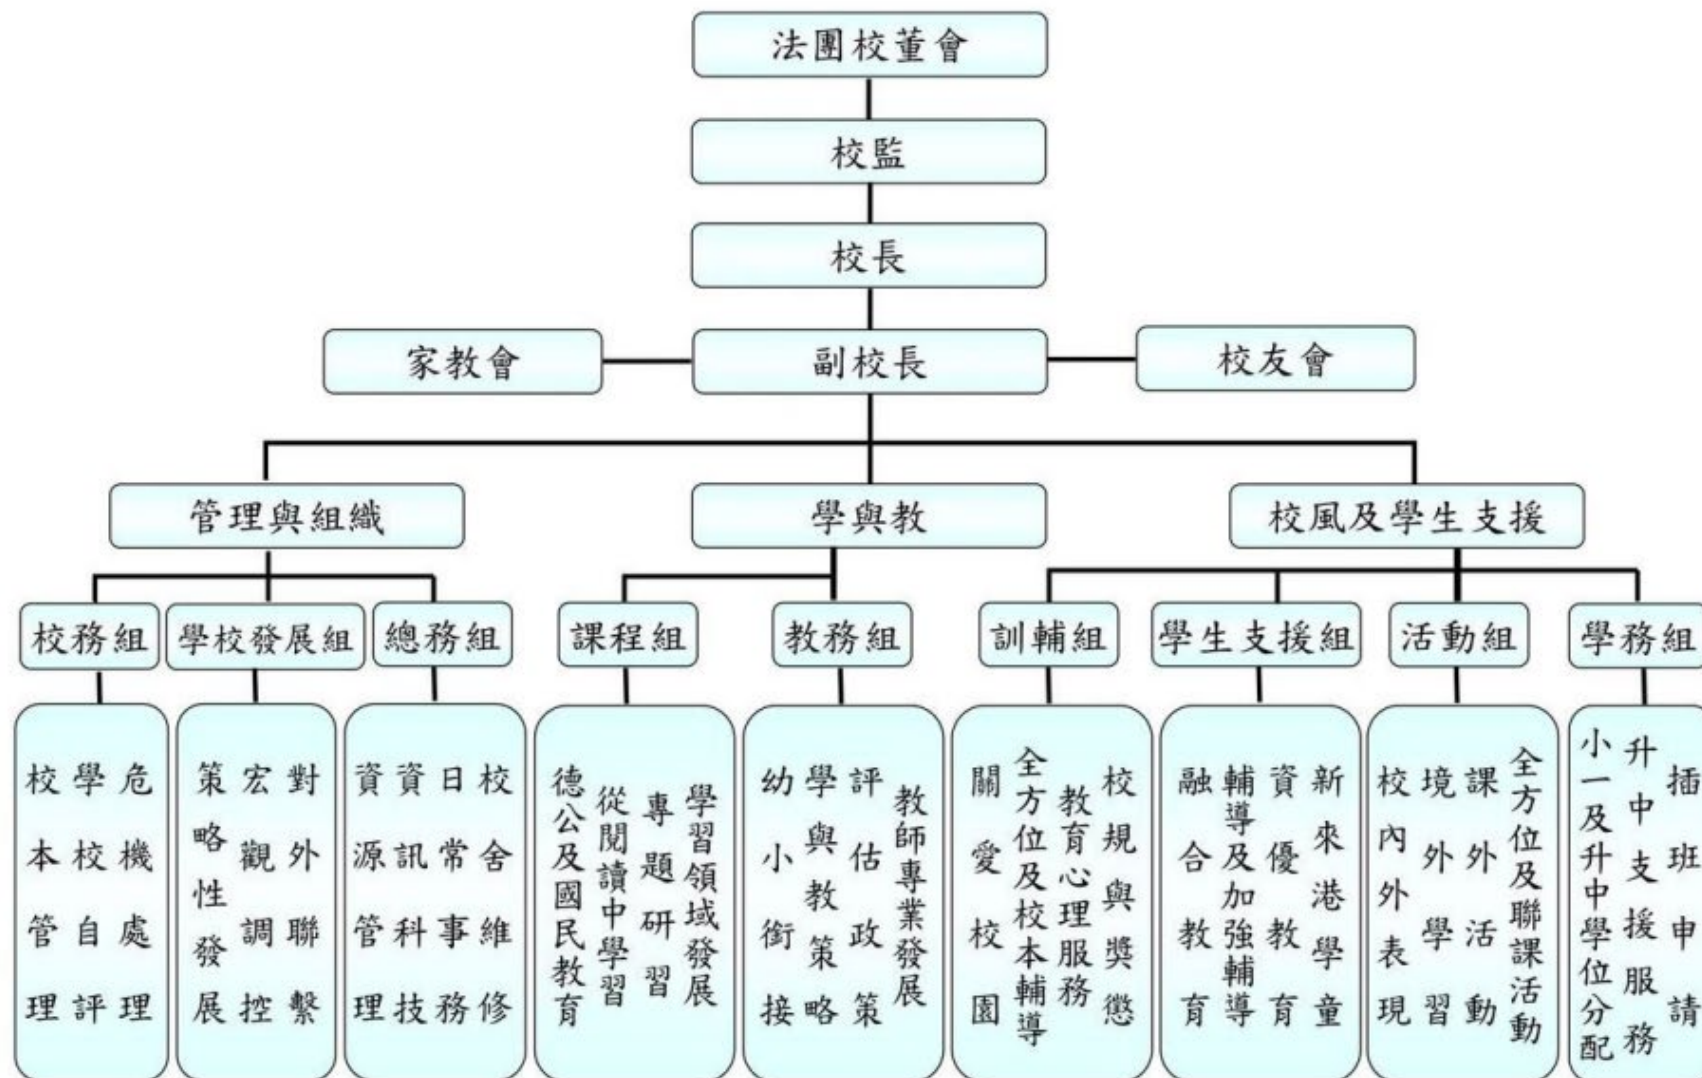 法團校董會
校監
校長
家教會
副校長
校友會
管理與組織
學與教
校風及學生支援
校務組
學校發展組
總務組
課程組
教務組
訓輔組
學生支援組
活動組
學務組
危機處理
學校自評
校本管理
對外聯繫
宏觀調控
策略性發展
校舍維修
日常事務
資訊科技
資源管理
學習領域發展
專題研習
從閱讀中學習
德公及國民教育
教師專業發展
評估政策
學與教策略
幼小銜接
校規與獎懲
教育心理服務
全方位及校本輔導
關愛校園
新來港學童
資優教育
輔導及加強輔導
融合教育
全方位及聯課活動
課外活動
境外學習
校內外表現
插班申請
升中支援服務
小一及升中學位分配